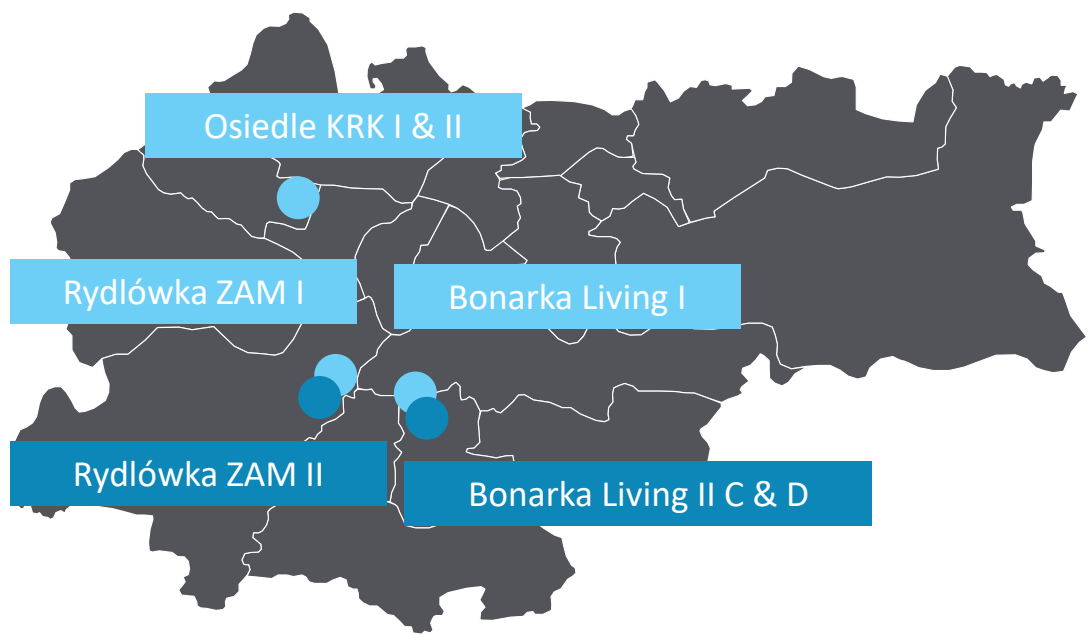 Osiedle KRK I & II
Rydlówka ZAM I
Bonarka Living I
Rydlówka ZAM II
Bonarka Living II C & D